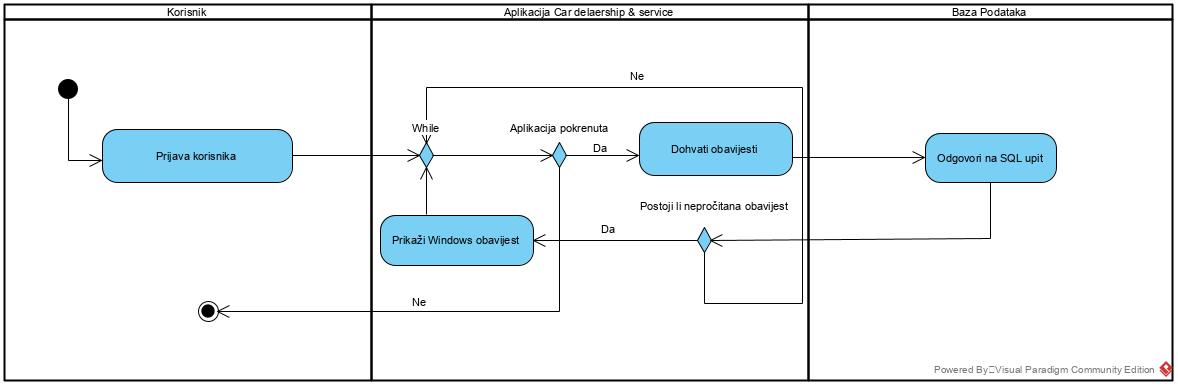 Korisnik
Aplikacija Car delaership & service
Baza Podataka
Ne
While
Aplikacija pokrenuta
Da
Prijava korisnika
Dohvati obavijesti
Odgovori na SQL upit
Postoji li nepročitana obavijest
Da
Prikaži Windows obavijest
Ne
Powered By Visual Paradigm Community Edition